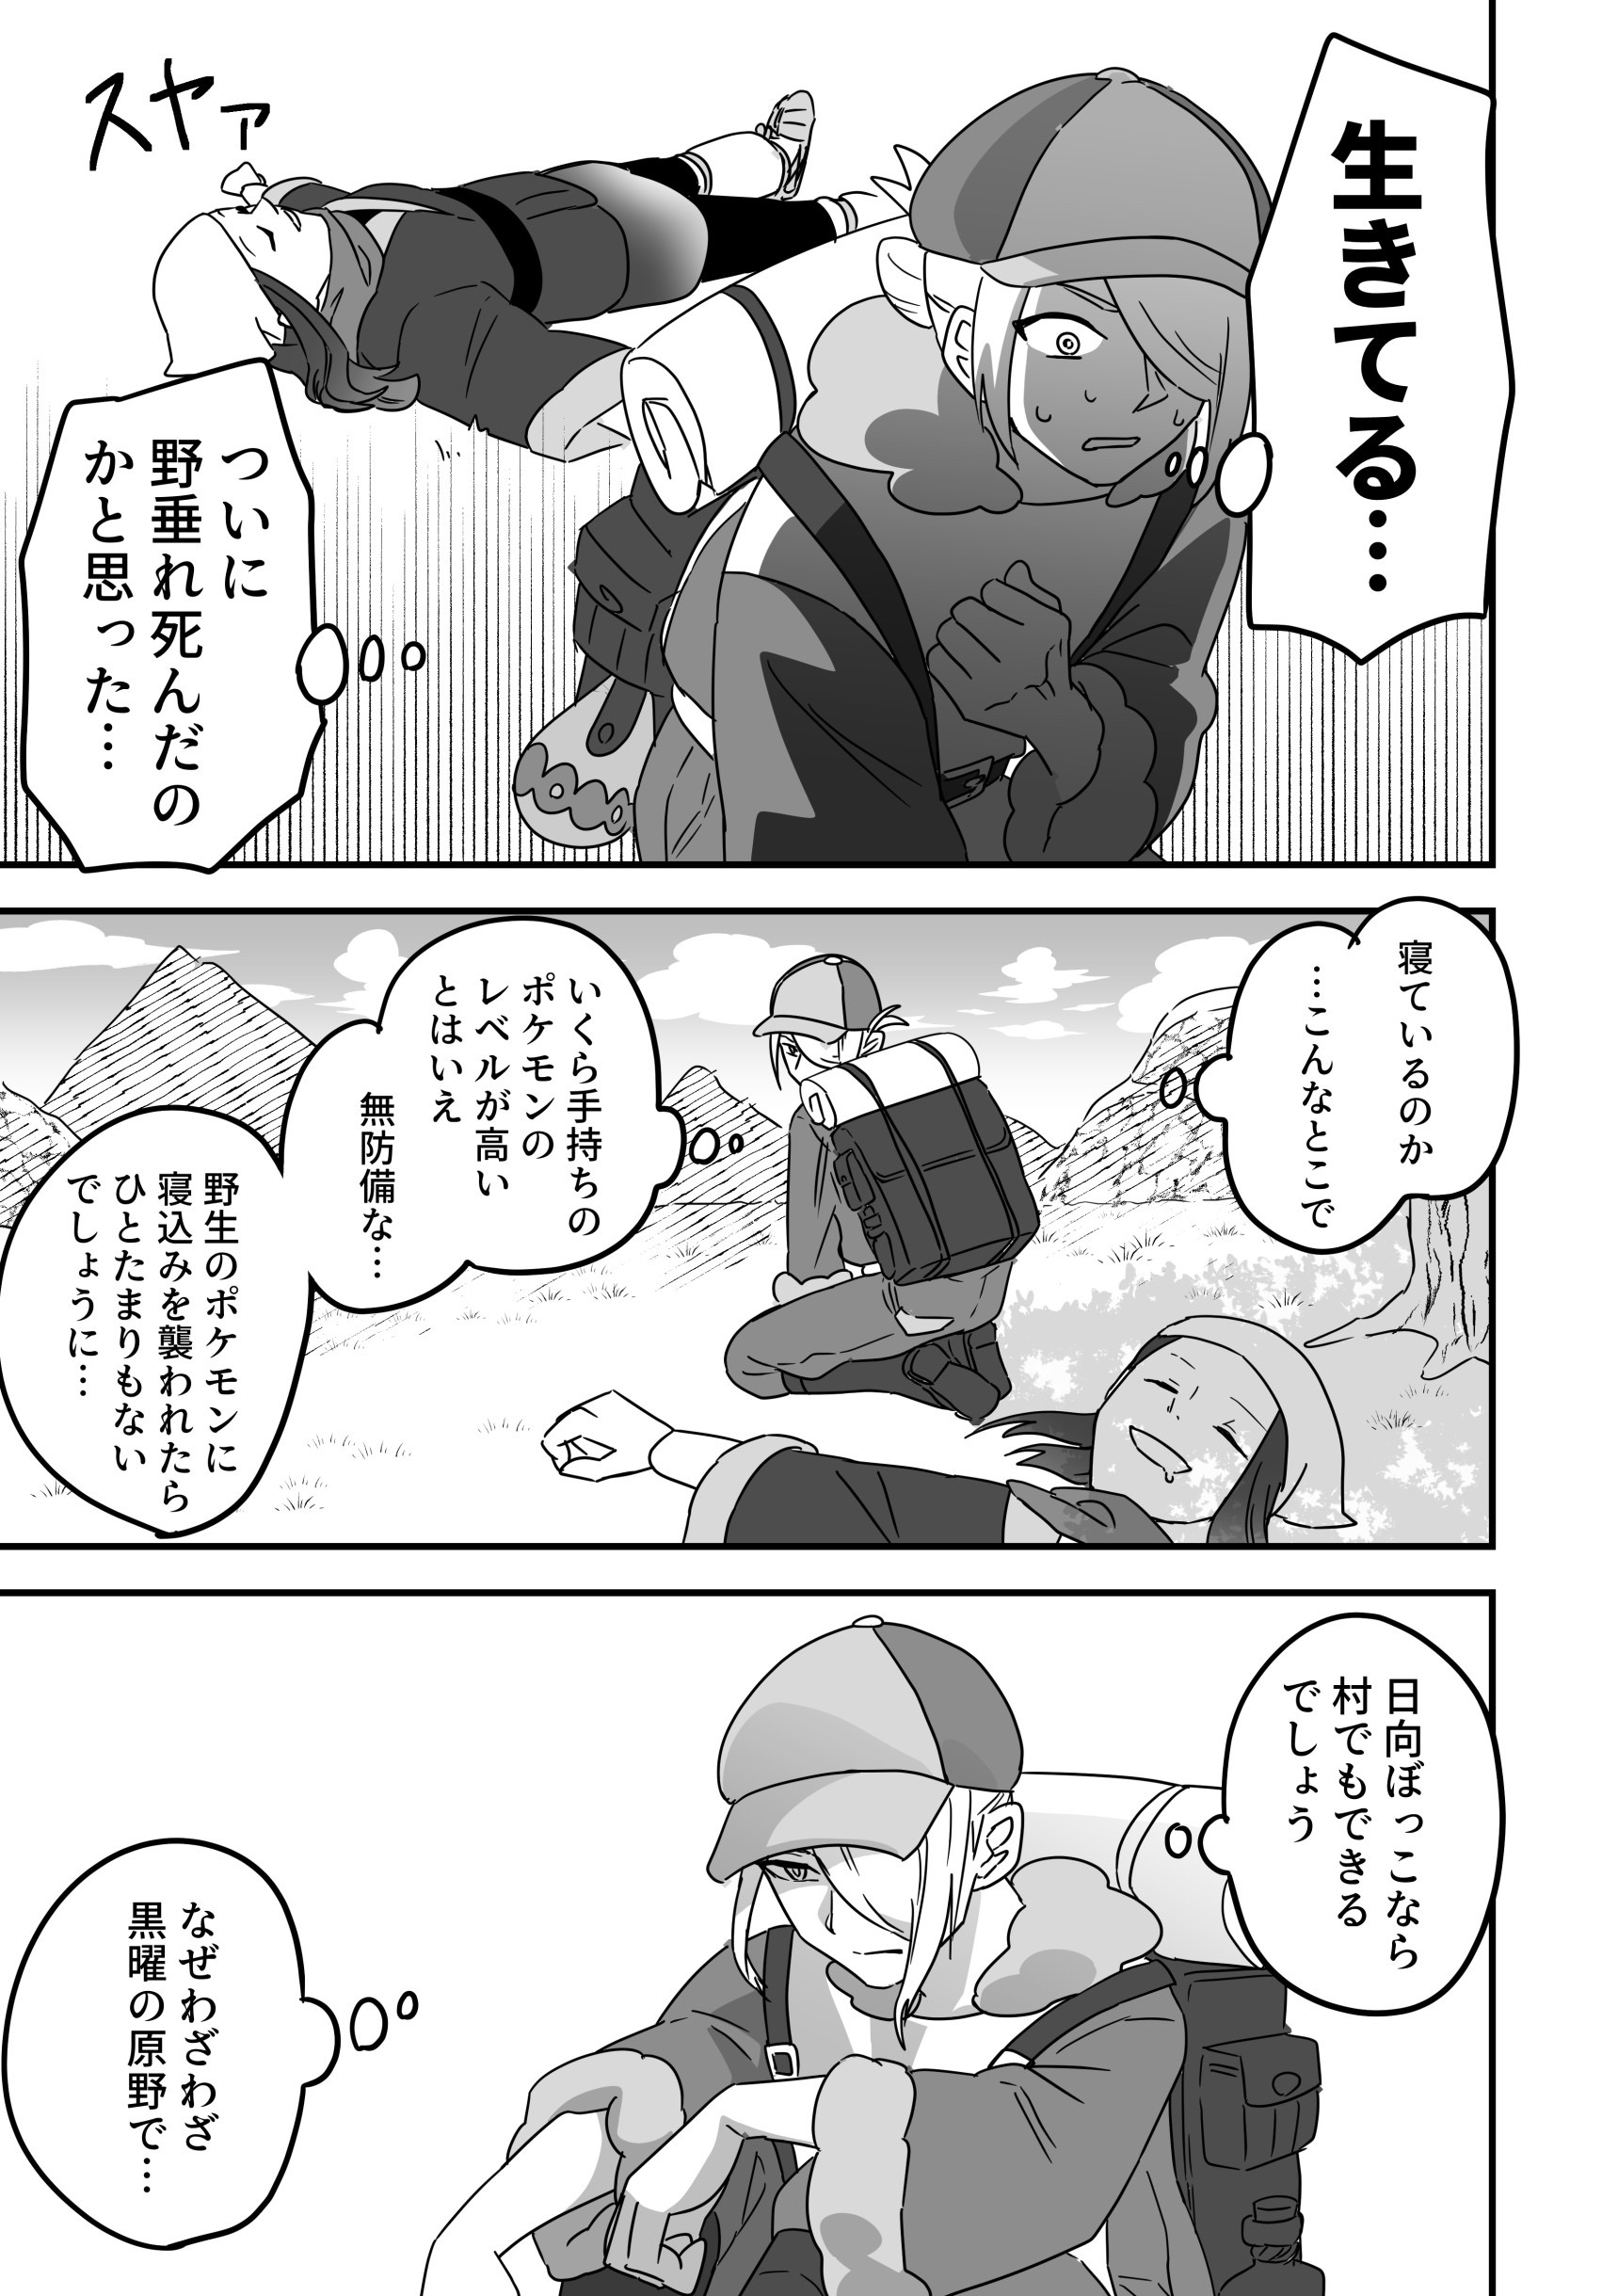 生きてる…
スヤァ
ついに
野垂れ死んだの
かと思った…
寝ているのか
…こんなとこで
いくら手持ちの
ポケモンの
レベルが高い
とはいえ
無防備な…
野生のポケモンに
寝込みを襲われたら
ひとたまりもない
でしょうに…
日向ぼっこなら
村でもできる
でしょう
なぜわざわざ
黒曜の原野で…